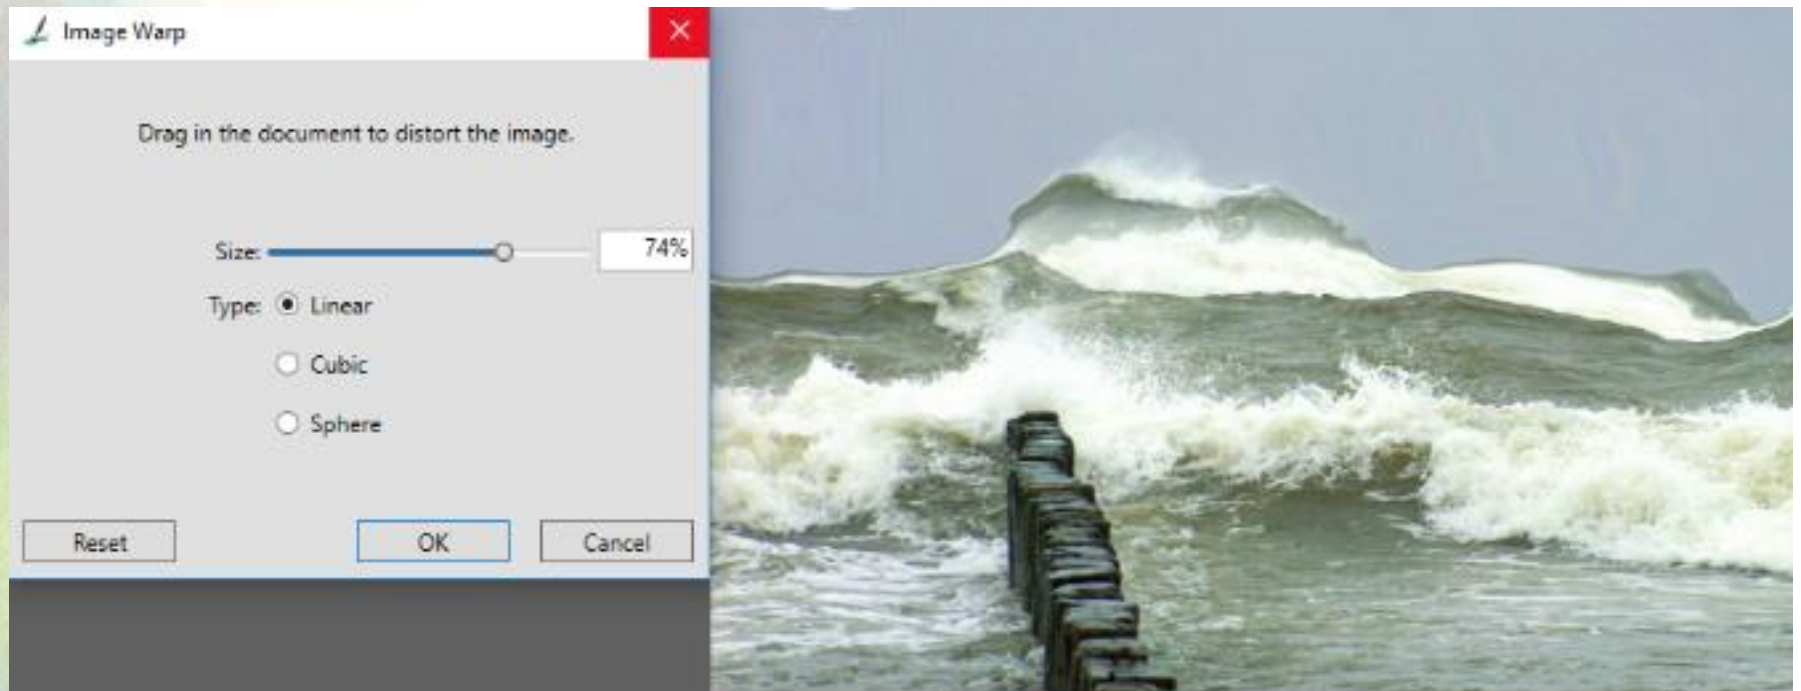 Image Warp
Drag in the document to distort the image.
Size: 74%
Type: Linear
Cubic
Sphere
Reset OK Cancel